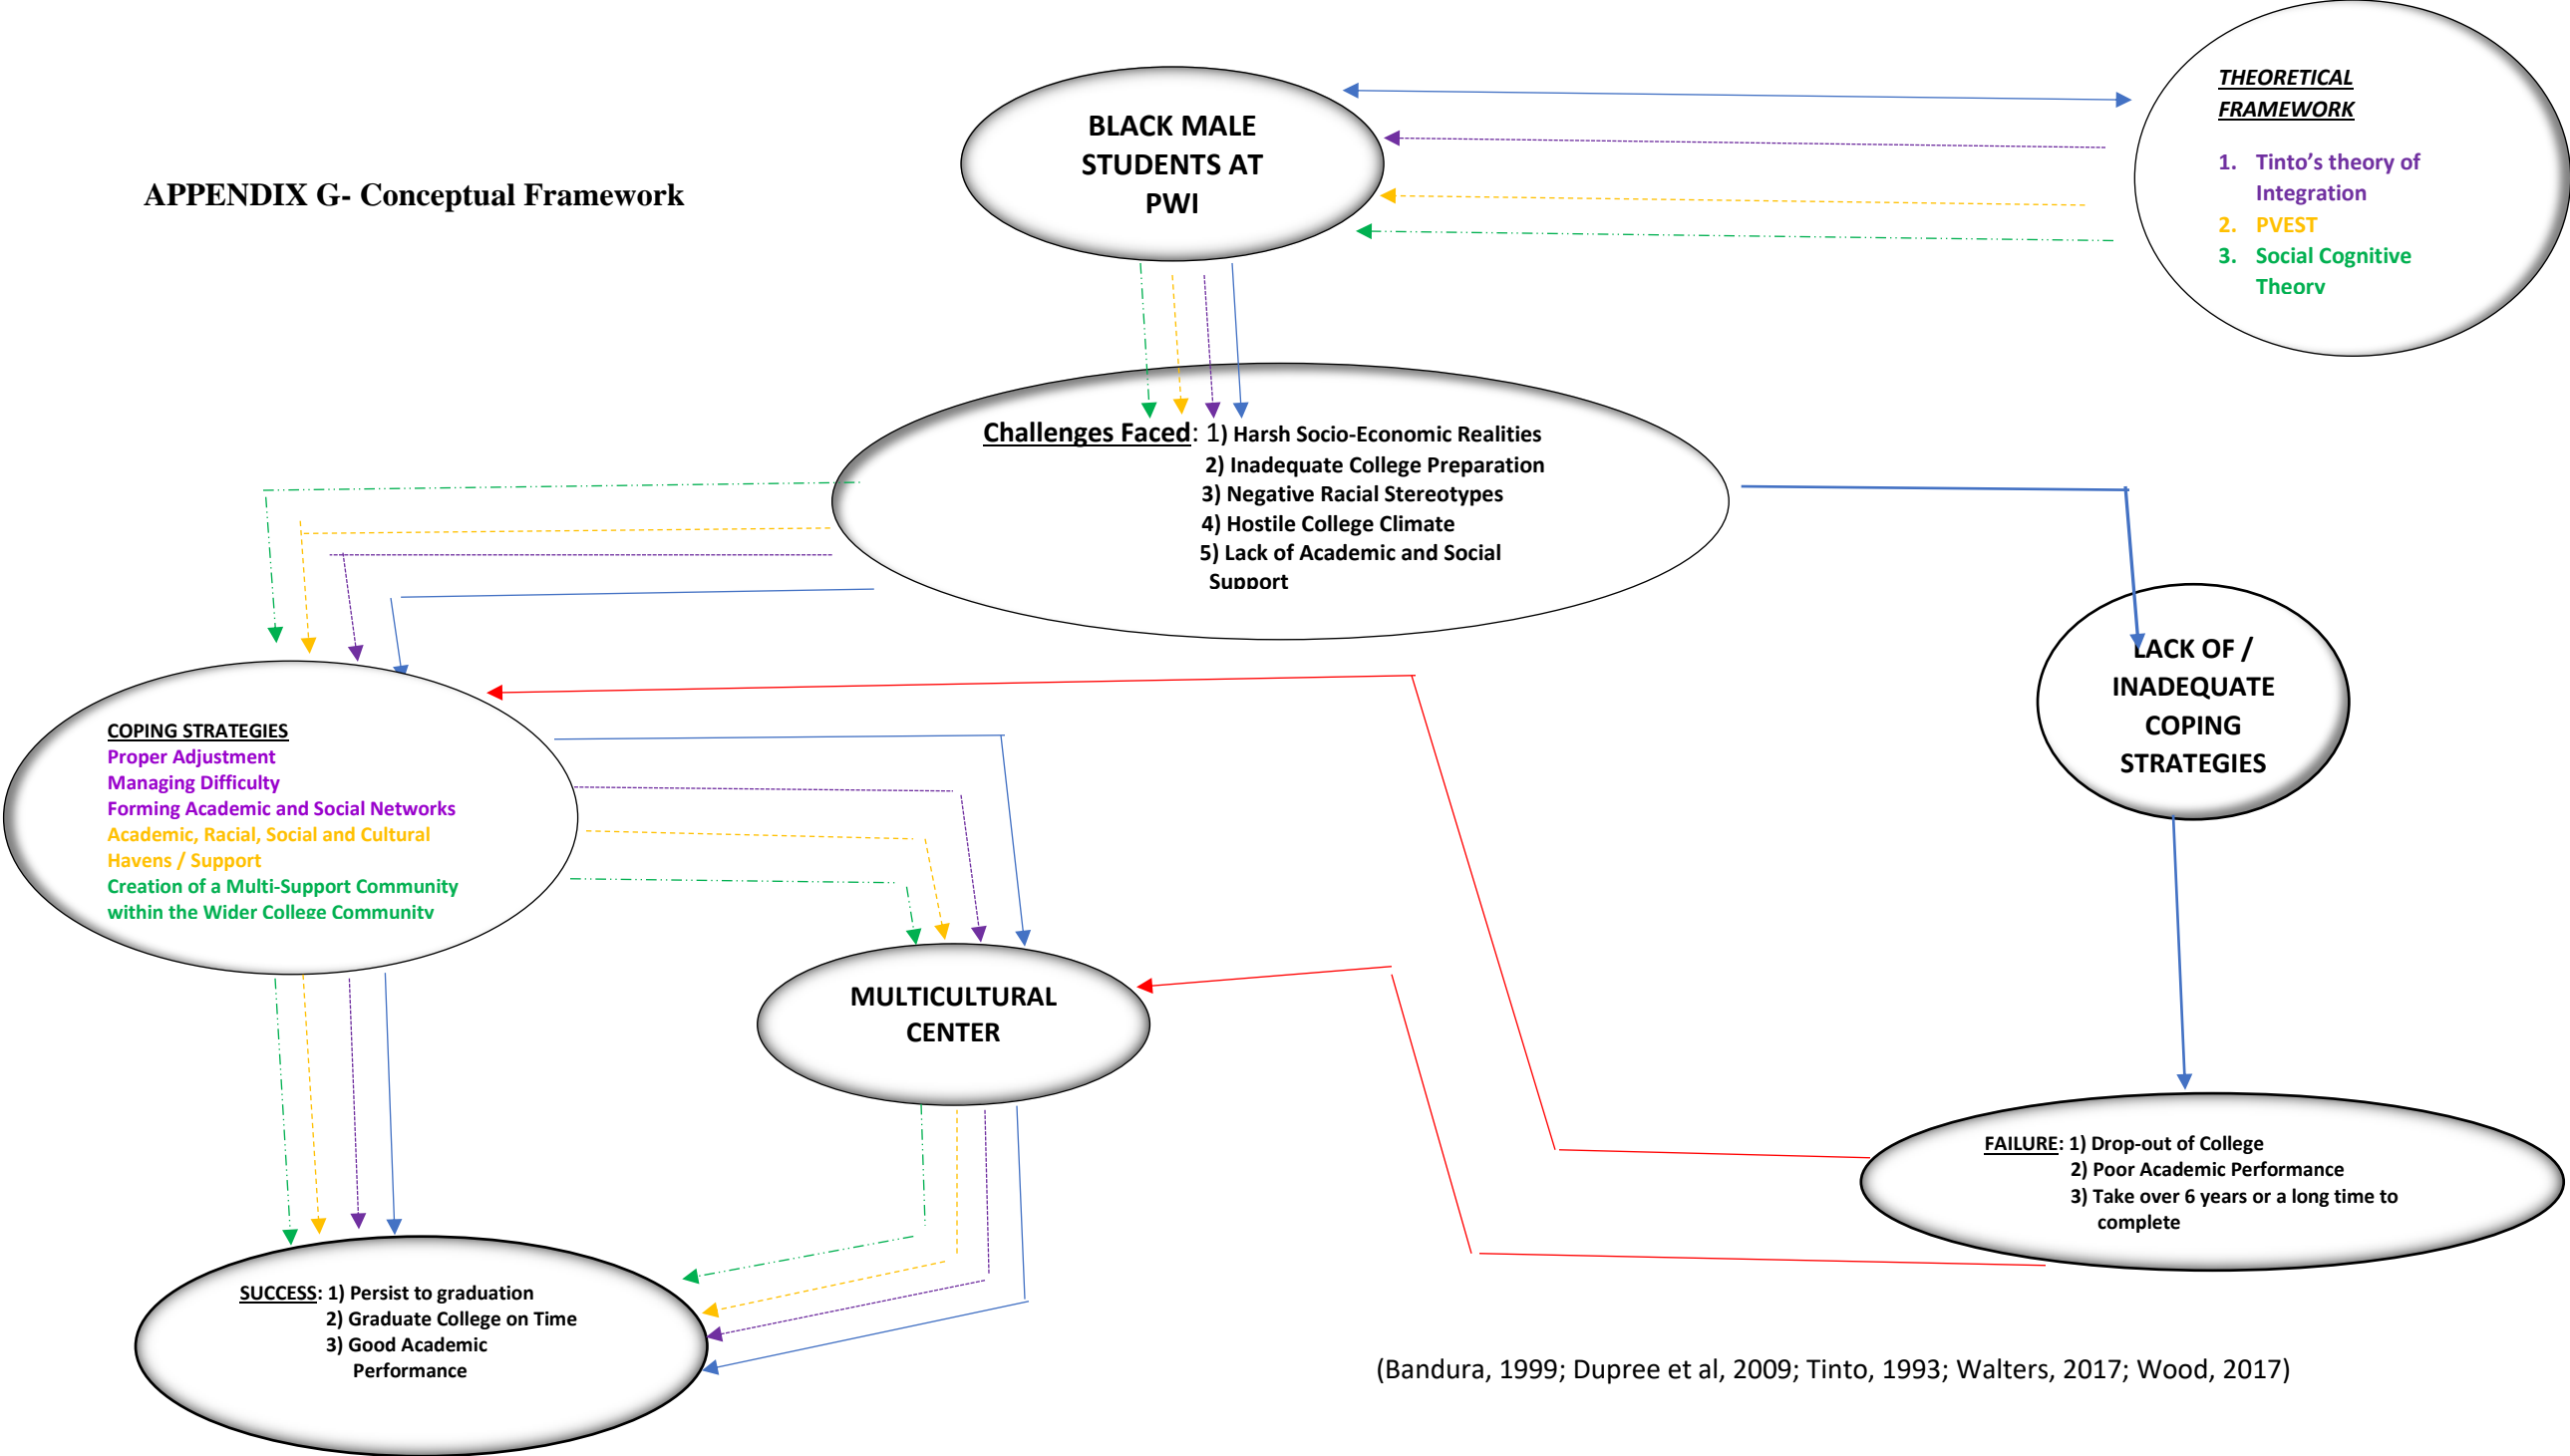 APPENDIX G- Conceptual Framework
BLACK MALE
STUDENTS AT
PWI
THEORETICAL
FRAMEWORK
1. Tinto’s theory of
Integration
2. PVEST
3. Social Cognitive
Theory
Challenges Faced: 1) Harsh Socio-Economic Realities
2) Inadequate College Preparation
3) Negative Racial Stereotypes
4) Hostile College Climate
5) Lack of Academic and Social
Support
LACK OF /
INADEQUATE
COPING
STRATEGIES
COPING STRATEGIES
Proper Adjustment
Managing Difficulty
Forming Academic and Social Networks
Academic, Racial, Social and Cultural
Havens / Support
Creation of a Multi-Support Community
within the Wider College Community
MULTICULTURAL
CENTER
FAILURE: 1) Drop-out of College
2) Poor Academic Performance
3) Take over 6 years or a long time to
complete
SUCCESS: 1) Persist to graduation
2) Graduate College on Time
3) Good Academic
Performance
(Bandura, 1999; Dupree et al, 2009; Tinto, 1993; Walters, 2017; Wood, 2017)